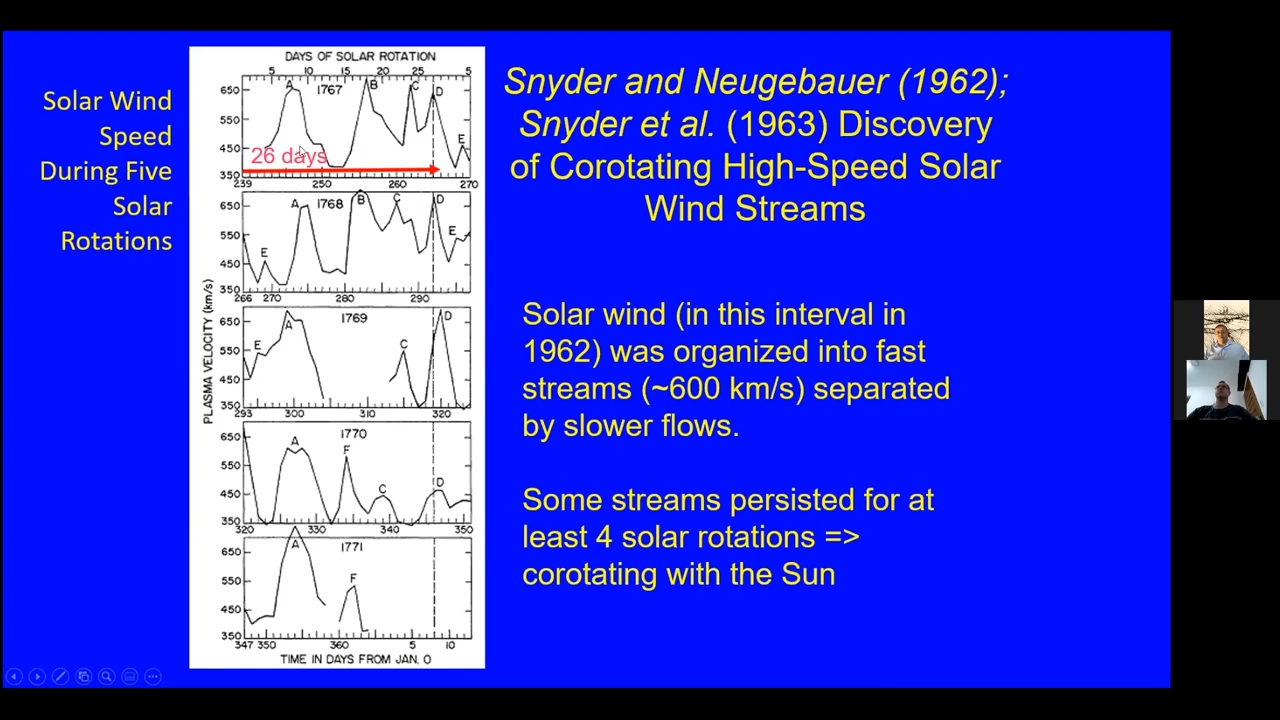 Solar Wind
Speed
During Five
Solar
Rotations
DAYS OF SOLAR ROTATION
5 10 15 20 25 5
650
550
450
350
A 1767 B C D E
26 days
239 250 260 270
650
550
450
350
E A 1768 B C D E
266 270 280 290
650
550
450
350
E A 1769 C D
293 300 310 320
650
550
450
350
A 1770 F C D
320 330 340 350
650
550
450
350
A 1771 F
347 350 360 5 10
PLASMA VELOCITY (km/s)
TIME IN DAYS FROM JAN. 0
Snyder and Neugebauer (1962);
Snyder et al. (1963) Discovery
of Corotating High-Speed Solar
Wind Streams
Solar wind (in this interval in
1962) was organized into fast
streams (~600 km/s) separated
by slower flows.
Some streams persisted for at
least 4 solar rotations =>
corotating with the Sun